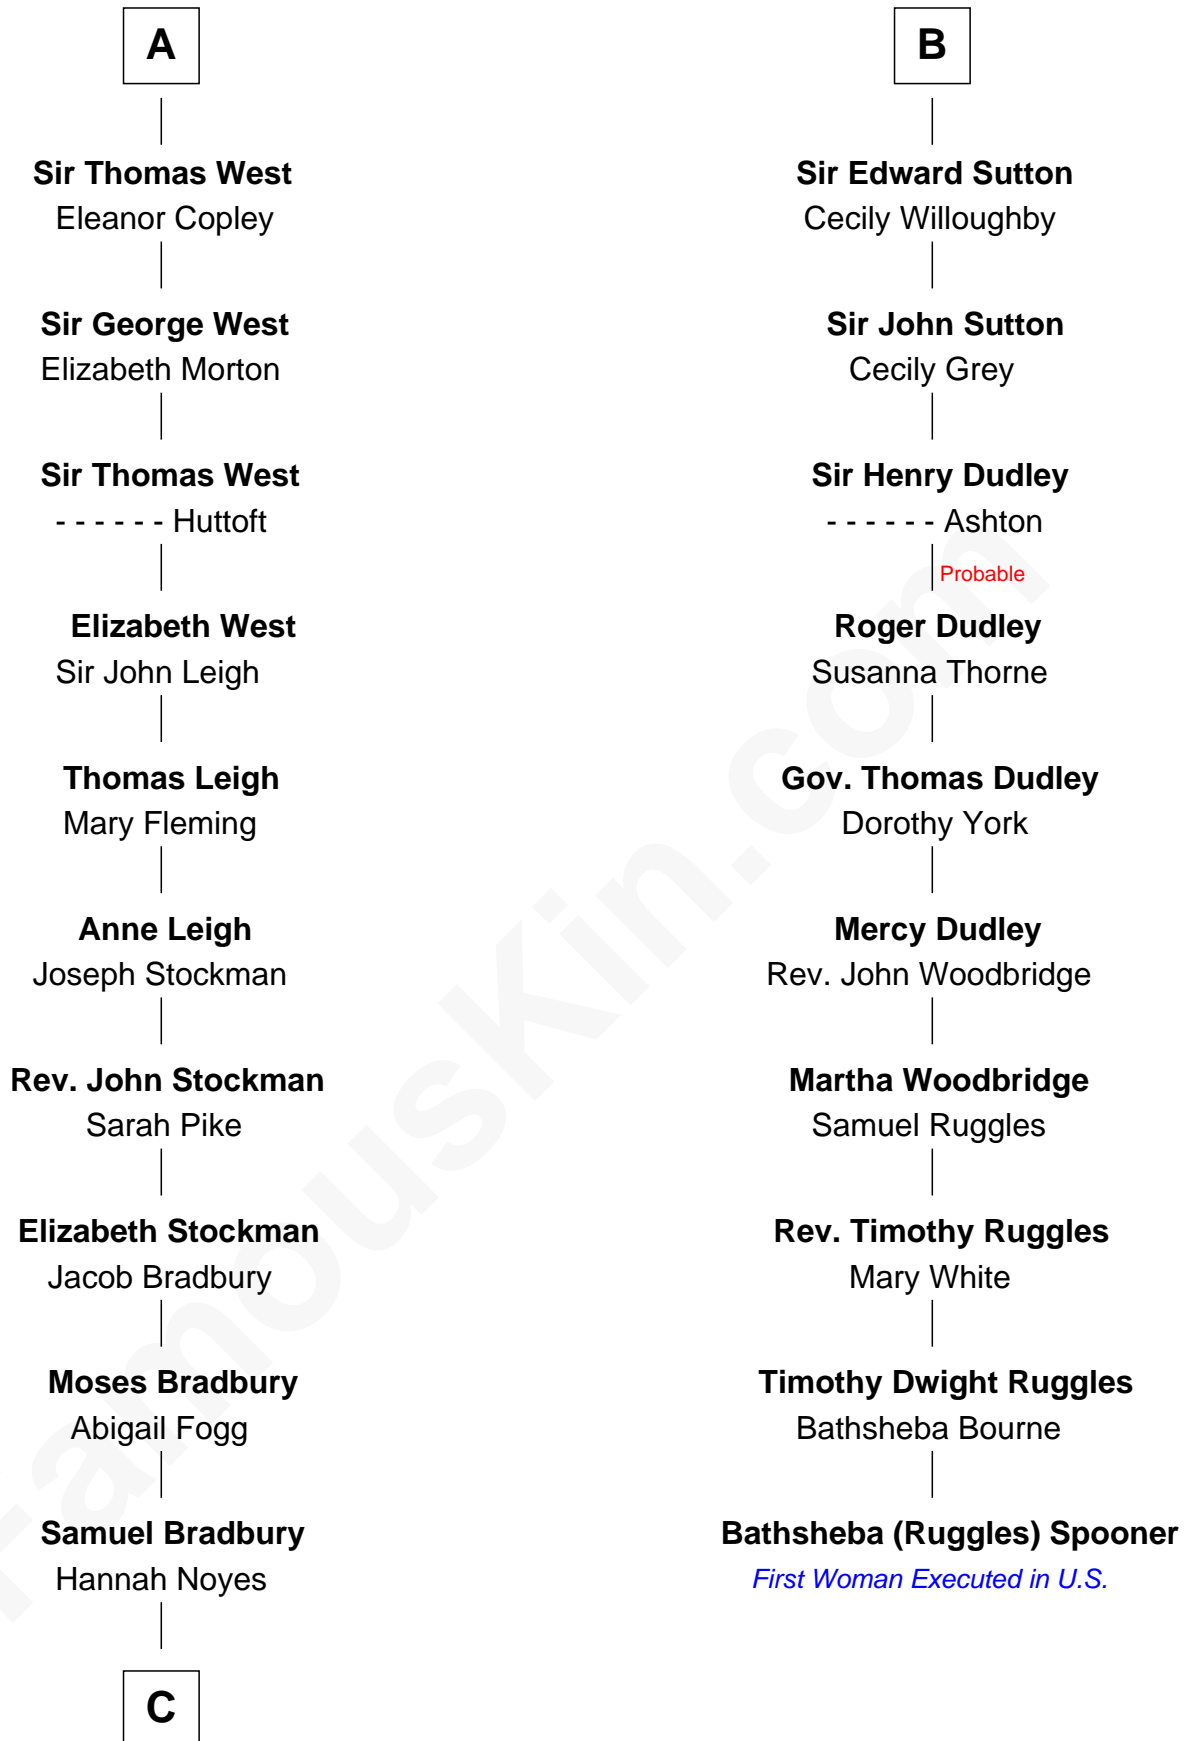 A
Sir Thomas West
Eleanor Copley
Sir George West
Elizabeth Morton
Sir Thomas West
- - - - - - Huttoft
Elizabeth West
Sir John Leigh
Thomas Leigh
Mary Fleming
Anne Leigh
Joseph Stockman
Rev. John Stockman
Sarah Pike
Elizabeth Stockman
Jacob Bradbury
Moses Bradbury
Abigail Fogg
Samuel Bradbury
Hannah Noyes
C
B
Sir Edward Sutton
Cecily Willoughby
Sir John Sutton
Cecily Grey
Sir Henry Dudley
- - - - - - Ashton
Probable
Roger Dudley
Susanna Thorne
Gov. Thomas Dudley
Dorothy York
Mercy Dudley
Rev. John Woodbridge
Martha Woodbridge
Samuel Ruggles
Rev. Timothy Ruggles
Mary White
Timothy Dwight Ruggles
Bathsheba Bourne
Bathsheba (Ruggles) Spooner
First Woman Executed in U.S.
FamousKin.com